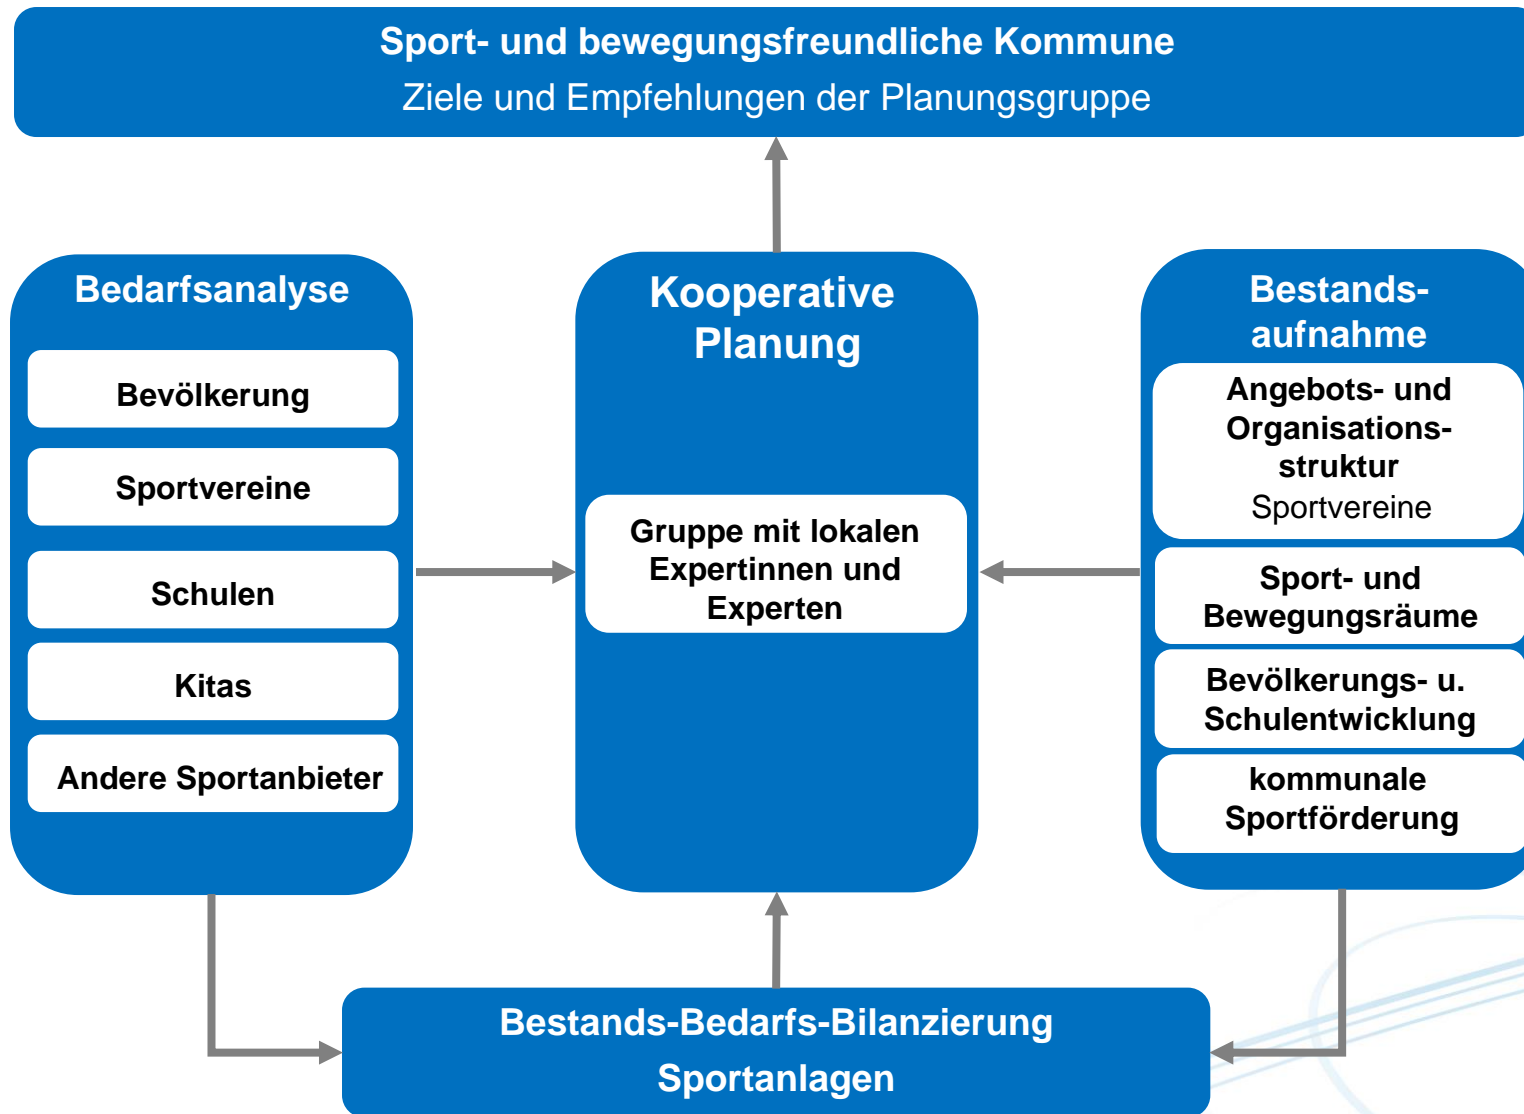 Sport- und bewegungsfreundliche Kommune
Ziele und Empfehlungen der Planungsgruppe
Bedarfsanalyse
Bevölkerung
Sportvereine
Schulen
Kitas
Andere Sportanbieter
Kooperative
Planung
Gruppe mit lokalen
Expertinnen und
Experten
Bestands-
aufnahme
Angebots- und
Organisations-
struktur
Sportvereine
Sport- und
Bewegungsräume
Bevölkerungs- u.
Schulentwicklung
kommunale
Sportförderung
Bestands-Bedarfs-Bilanzierung
Sportanlagen